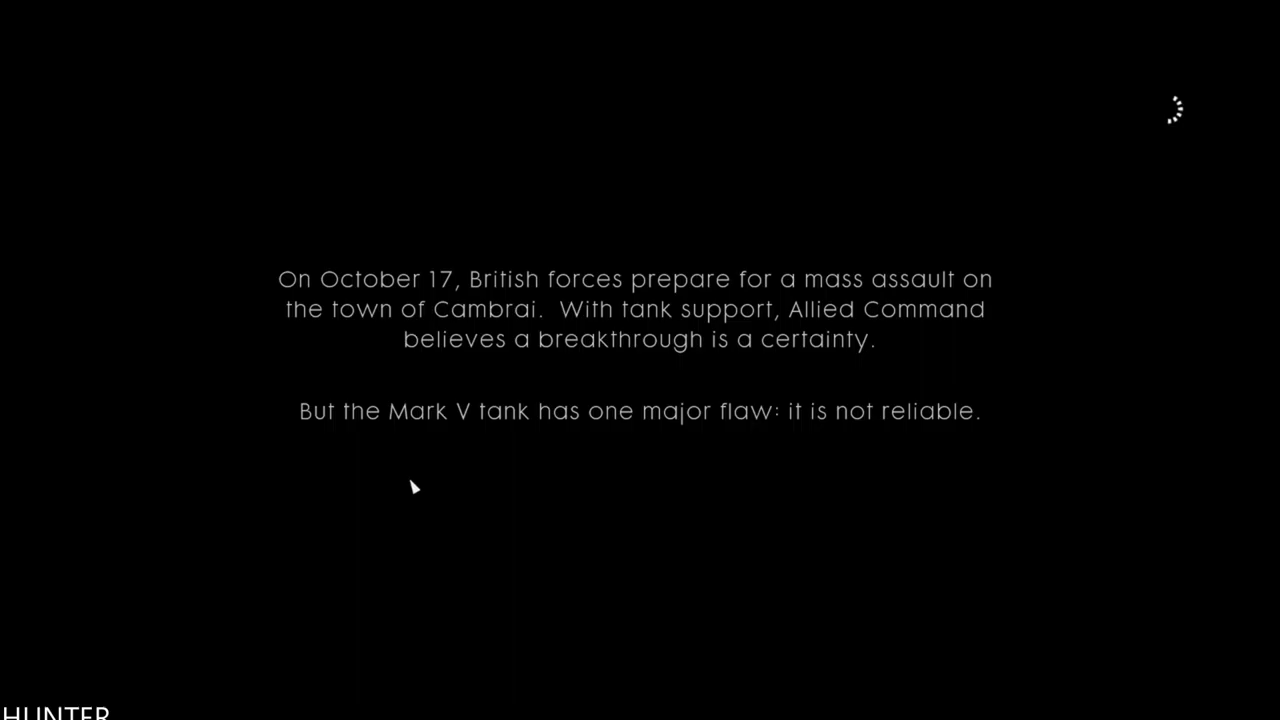 On October 17, British forces prepare for a mass assault on
the town of Cambrai.  With tank support, Allied Command
believes a breakthrough is a certainty.
But the Mark V tank has one major flaw: it is not reliable.
HUNTER